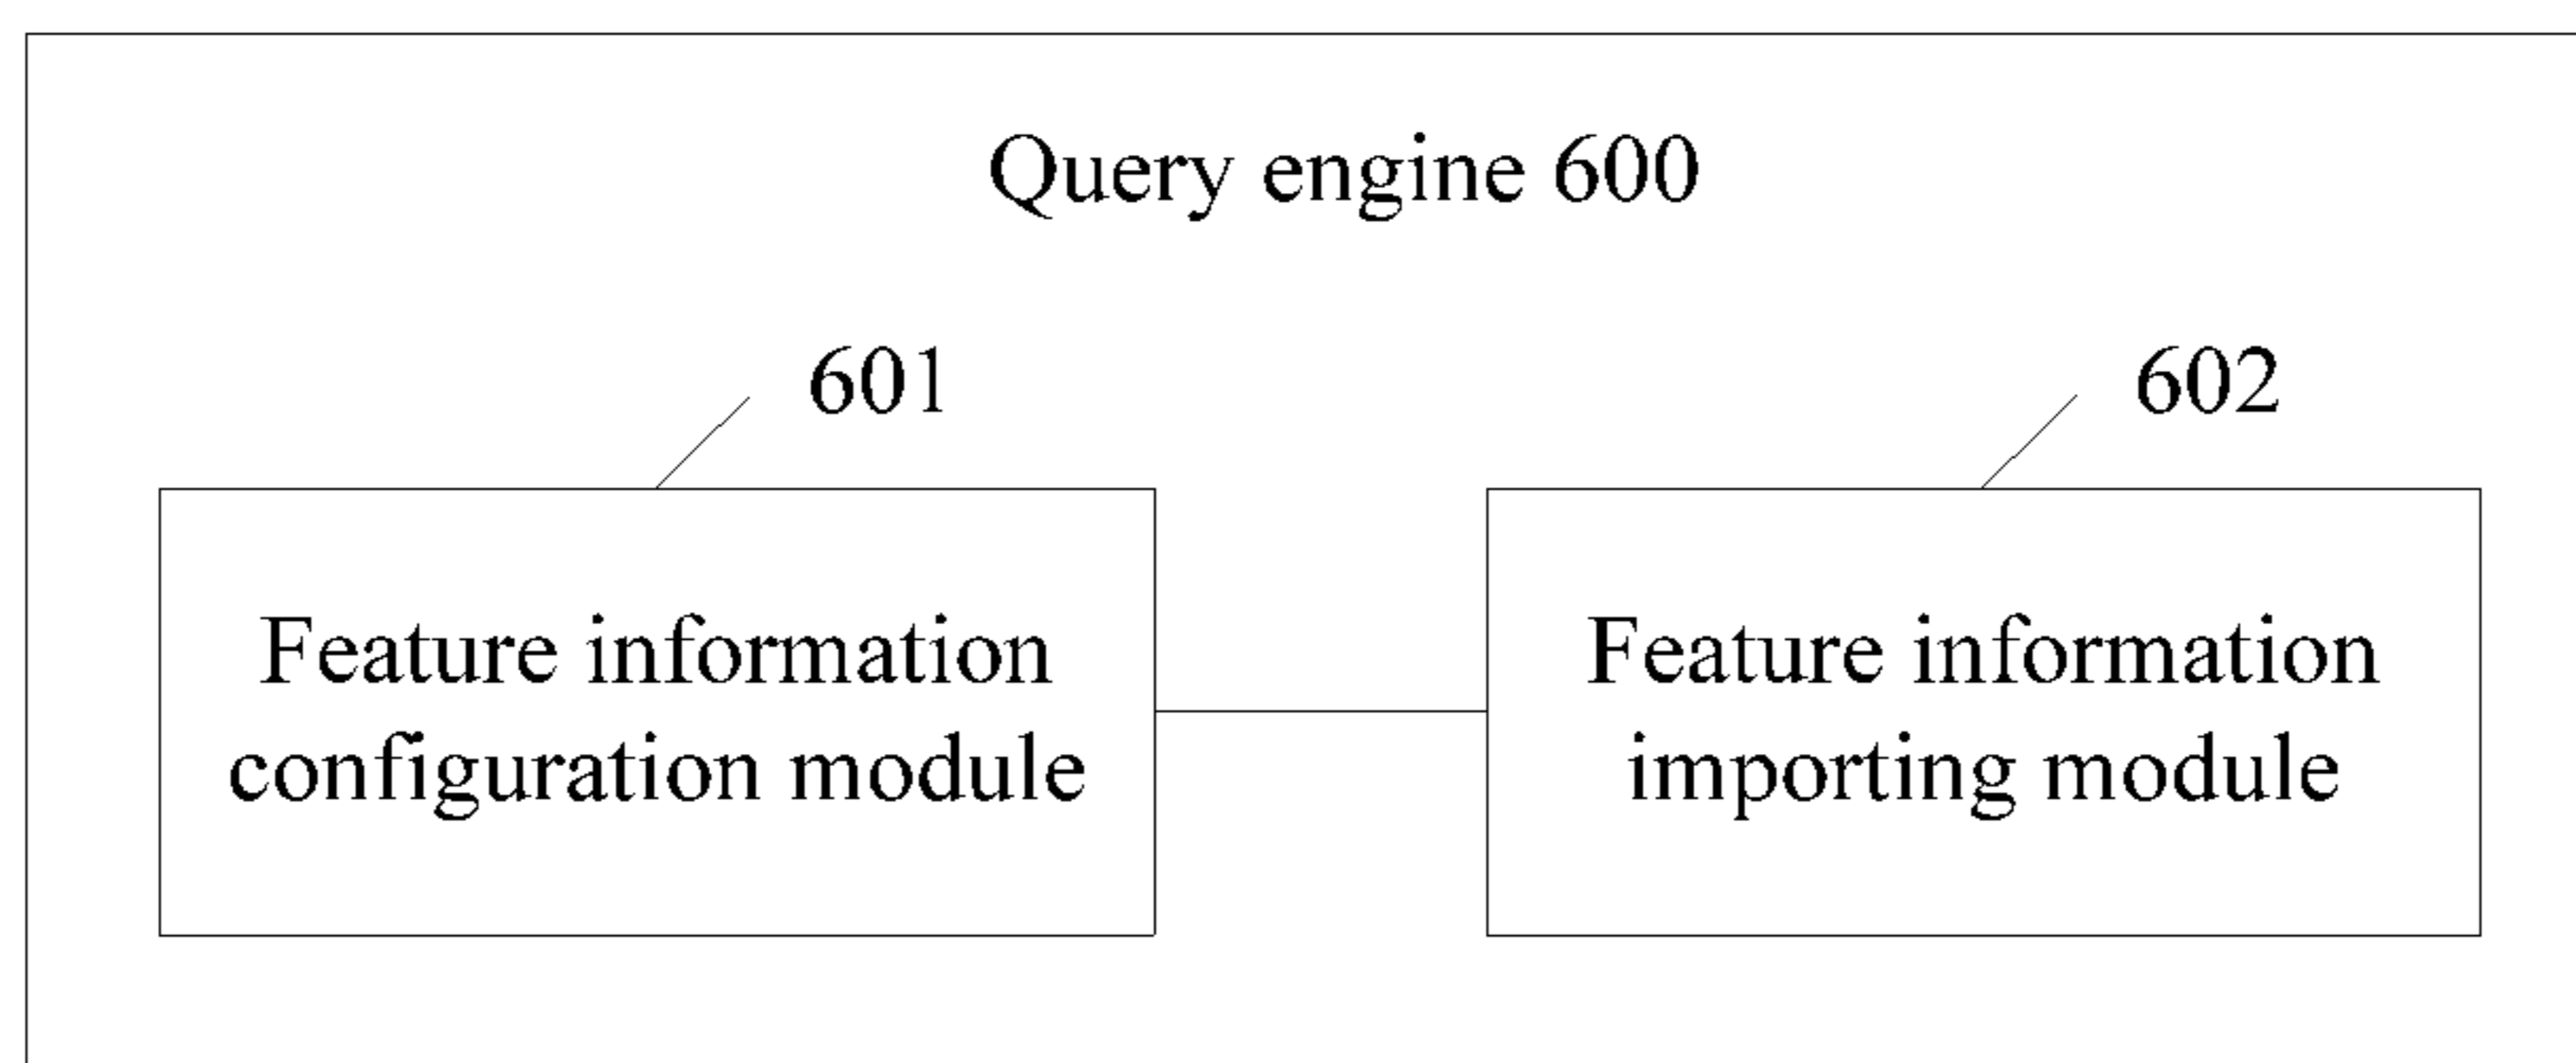 Query engine 600
601
602
Feature information
configuration module
Feature information
importing module